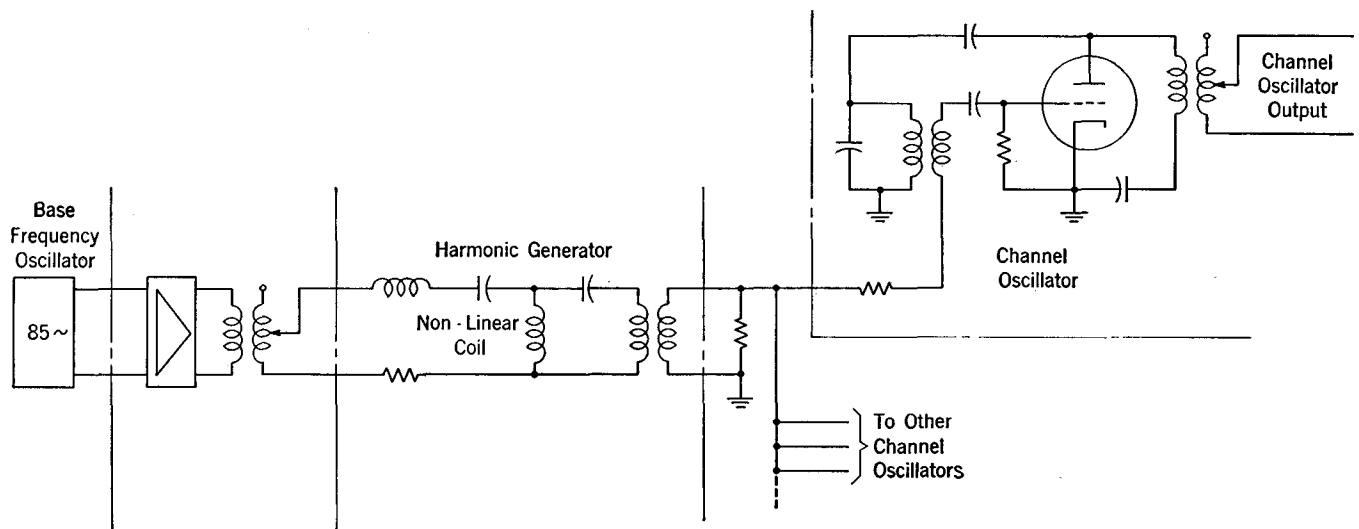 Base
Frequency
Oscillator
85~
Harmonic Generator
Non-Linear
Coil
To Other
Channel
Oscillators
Channel
Oscillator
Channel
Oscillator
Output